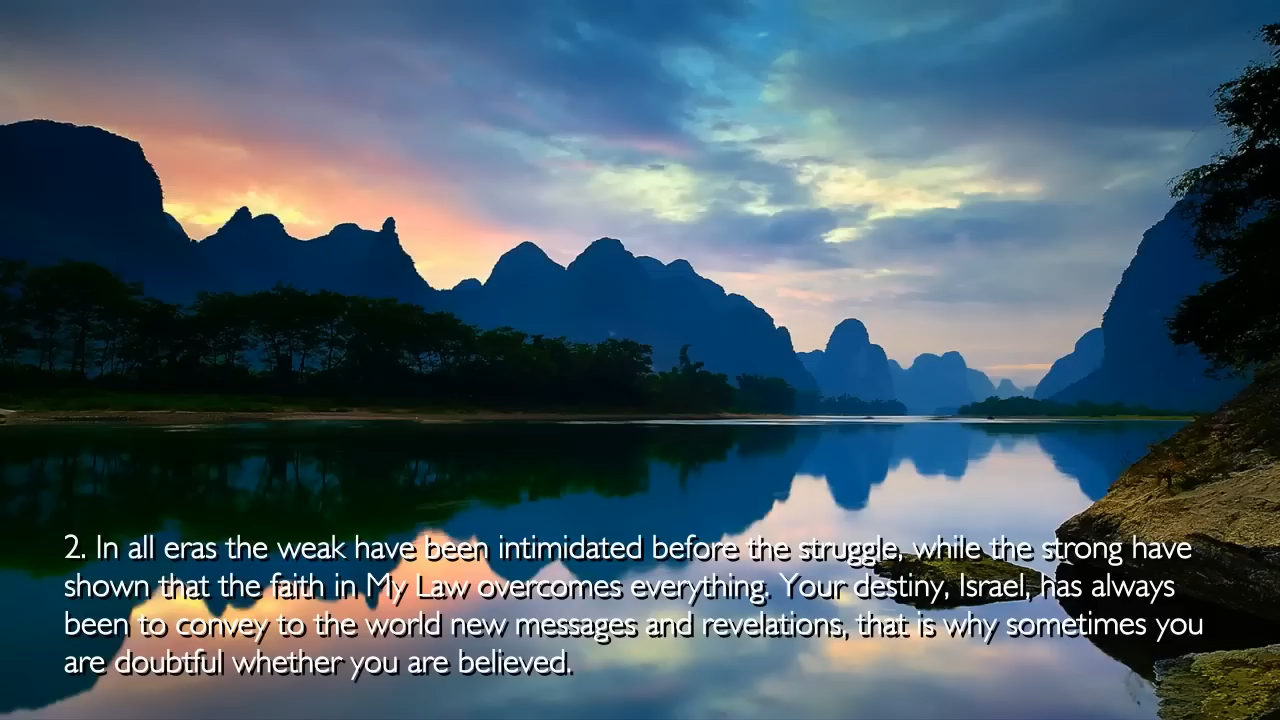 2. In all eras the weak have been intimidated before the struggle, while the strong have
shown that the faith in My Law overcomes everything. Your destiny, Israel, has always
been to convey to the world new messages and revelations, that is why sometimes you
are doubtful whether you are believed.